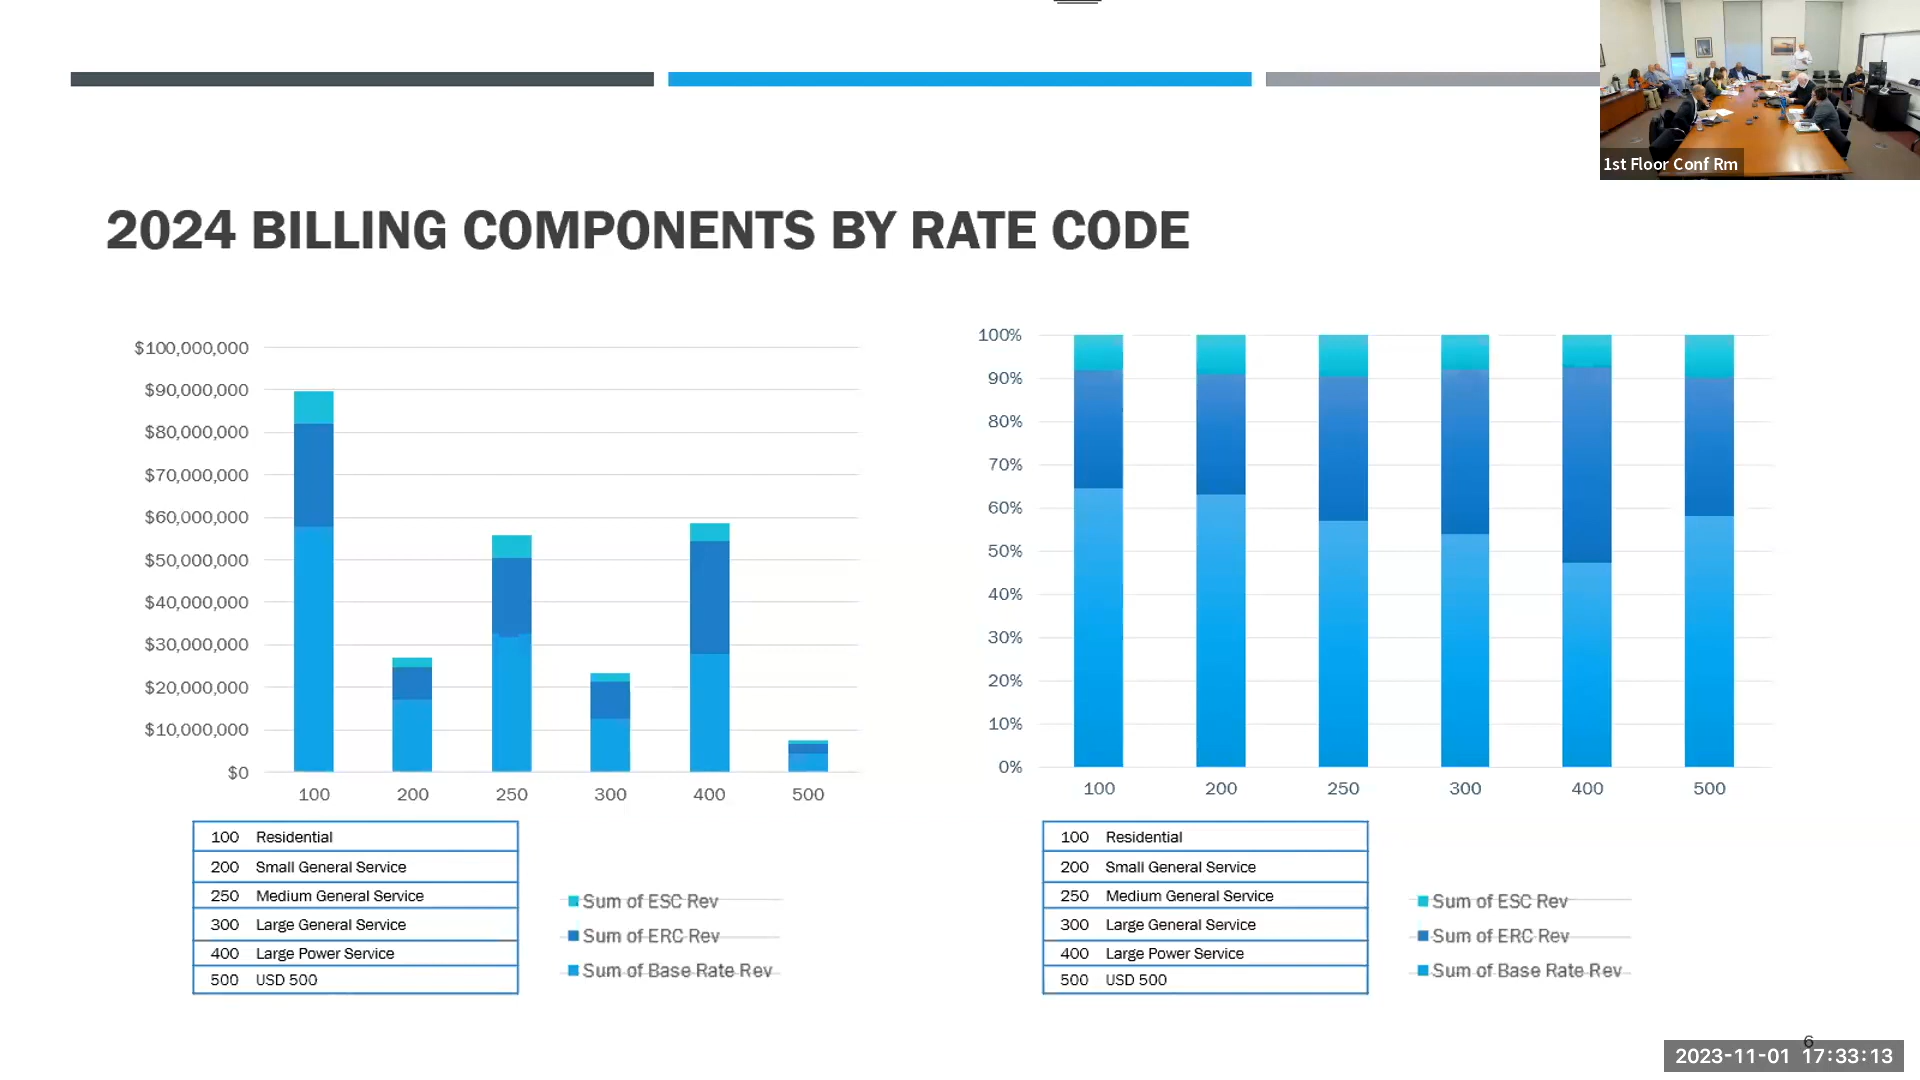 1st Floor Conf Rm
2024 BILLING COMPONENTS BY RATE CODE
$100,000,000
$90,000,000
$80,000,000
$70,000,000
$60,000,000
$50,000,000
$40,000,000
$30,000,000
$20,000,000
$10,000,000
$0
100 200 250 300 400 500
100 Residential
200 Small General Service
250 Medium General Service
300 Large General Service
400 Large Power Service
500 USD 500
Sum of ESC Rev
Sum of ERC Rev
Sum of Base Rate Rev
100%
90%
80%
70%
60%
50%
40%
30%
20%
10%
0%
100 200 250 300 400 500
100 Residential
200 Small General Service
250 Medium General Service
300 Large General Service
400 Large Power Service
500 USD 500
Sum of ESC Rev
Sum of ERC Rev
Sum of Base Rate Rev
6
2023-11-01 17:33:13